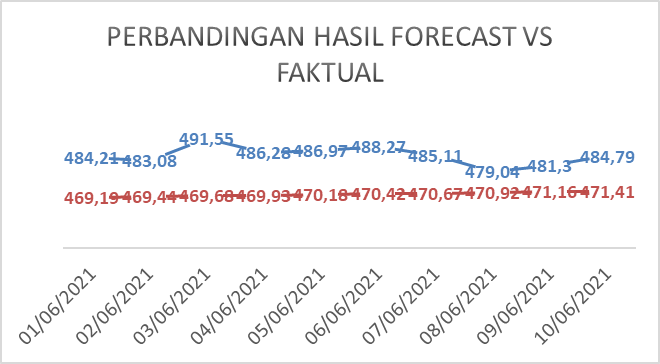 PERBANDINGAN HASIL FORECAST VS
FAKTUAL
484,21 483,08 491,55 486,28 486,97 488,27 485,11 479,04 481,3 484,79
469,19 469,44 469,68 469,93 470,18 470,42 470,67 470,92 471,16 471,41
01/06/2021 02/06/2021 03/06/2021 04/06/2021 05/06/2021 06/06/2021 07/06/2021 08/06/2021 09/06/2021 10/06/2021